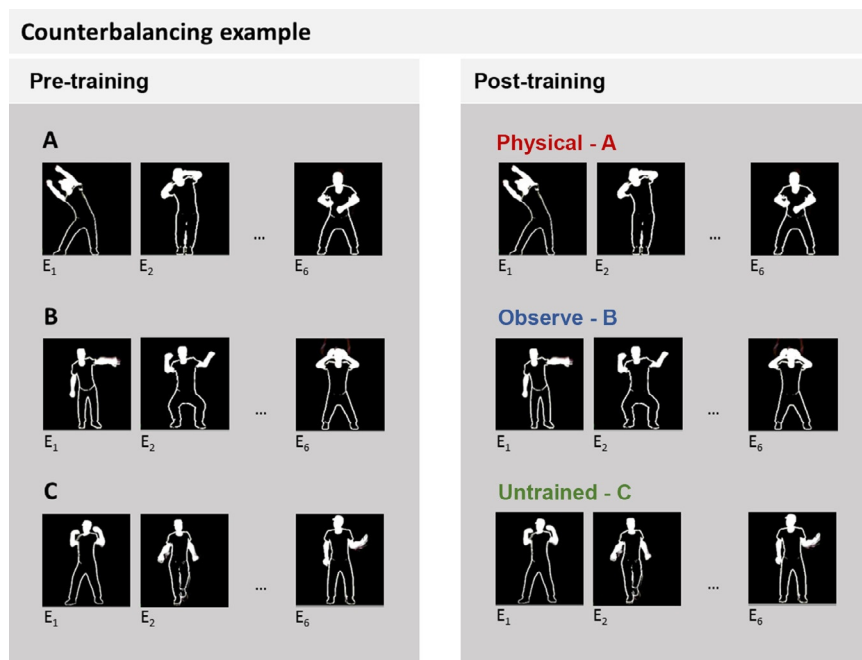 Counterbalancing example
Pre-training
A
E₁ E₂ ... E₆
B
E₁ E₂ ... E₆
C
E₁ E₂ ... E₆
Post-training
Physical - A
E₁ E₂ ... E₆
Observe - B
E₁ E₂ ... E₆
Untrained - C
E₁ E₂ ... E₆